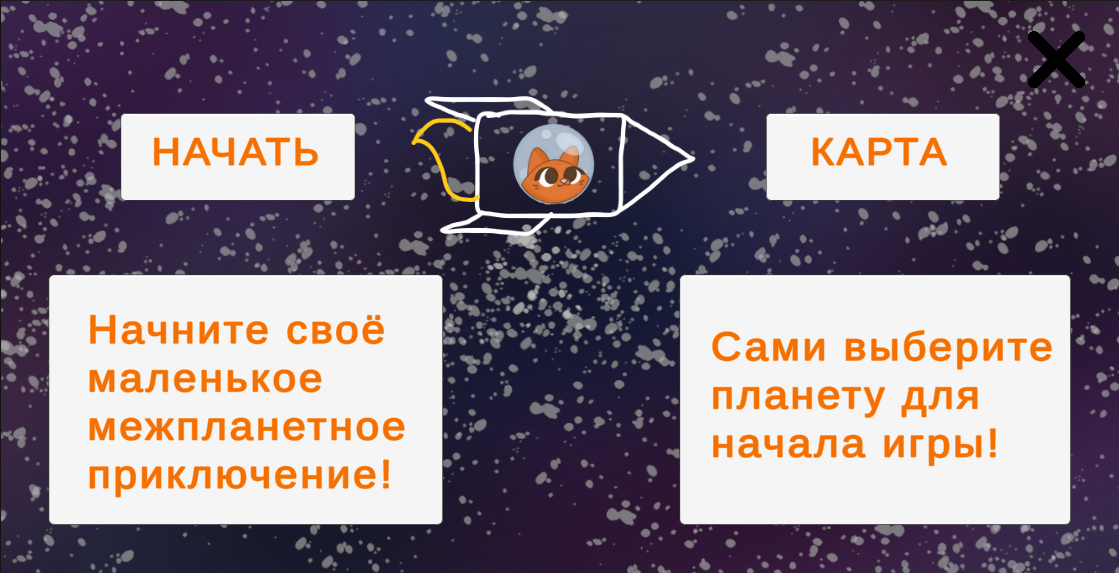 НАЧАТЬ
КАРТА
Начните своё
маленькое
межпланетное
приключение!
Сами выберите
планету для
начала игры!